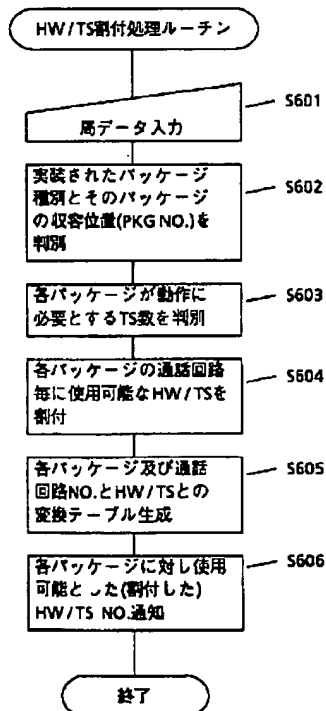 HW/TS割付処理ルーチン
局データ入力
S601
実装されたパッケージ
種別とそのパッケージ
の収容位置(PKG NO.)を
判別
S602
各パッケージが動作に
必要とするTS数を判別
S603
各パッケージの通話回路
毎に使用可能なHW/TSを
割付
S604
各パッケージ及び通話
回路NO.とHW/TSとの
変換テーブル生成
S605
各パッケージに対し使用
可能とした(割付した)
HW/TS NO.通知
S606
終了